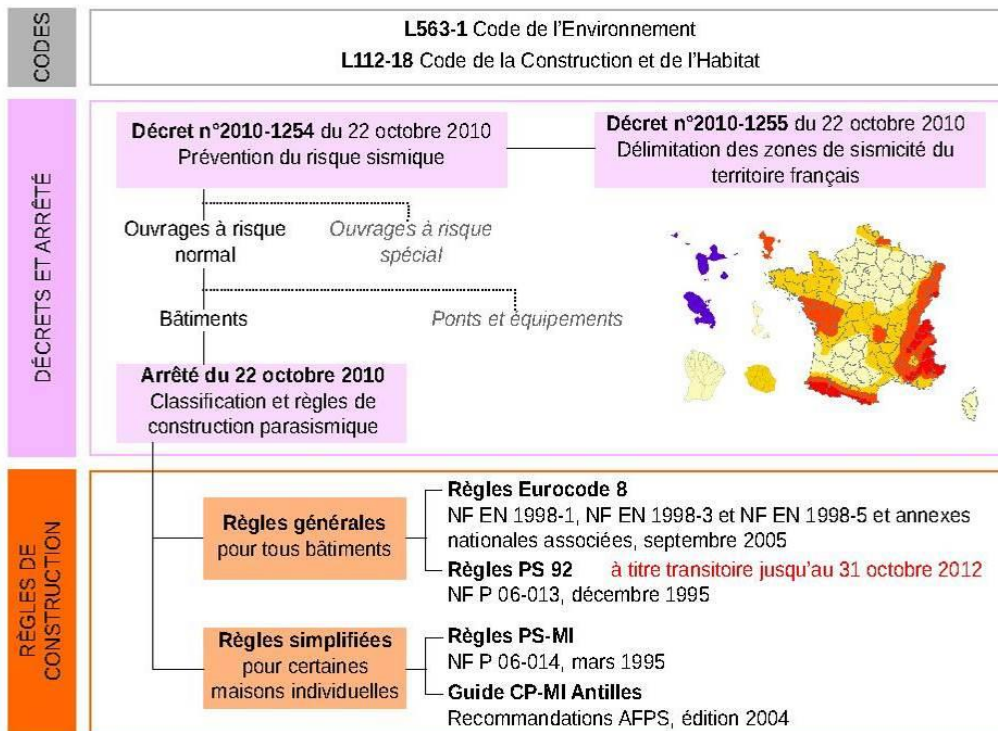 CODES
L563-1 Code de l'Environnement
L112-18 Code de la Construction et de l'Habitat
DÉCRETS ET ARRÊTÉ
Décret n°2010-1254 du 22 octobre 2010
Prévention du risque sismique
Décret n°2010-1255 du 22 octobre 2010
Délimitation des zones de sismicité du
territoire français
Ouvrages à risque
normal
Ouvrages à risque
spécial
Bâtiments
Ponts et équipements
Arrêté du 22 octobre 2010
Classification et règles de
construction parasismique
RÈGLES DE
CONSTRUCTION
Règles générales
pour tous bâtiments
Règles Eurocode 8
NF EN 1998-1, NF EN 1998-3 et NF EN 1998-5 et annexes
nationales associées, septembre 2005
Règles PS 92 à titre transitoire jusqu'au 31 octobre 2012
NF P 06-013, décembre 1995
Règles simplifiées
pour certaines
maisons individuelles
Règles PS-MI
NF P 06-014, mars 1995
Guide CP-MI Antilles
Recommandations AFPS, édition 2004